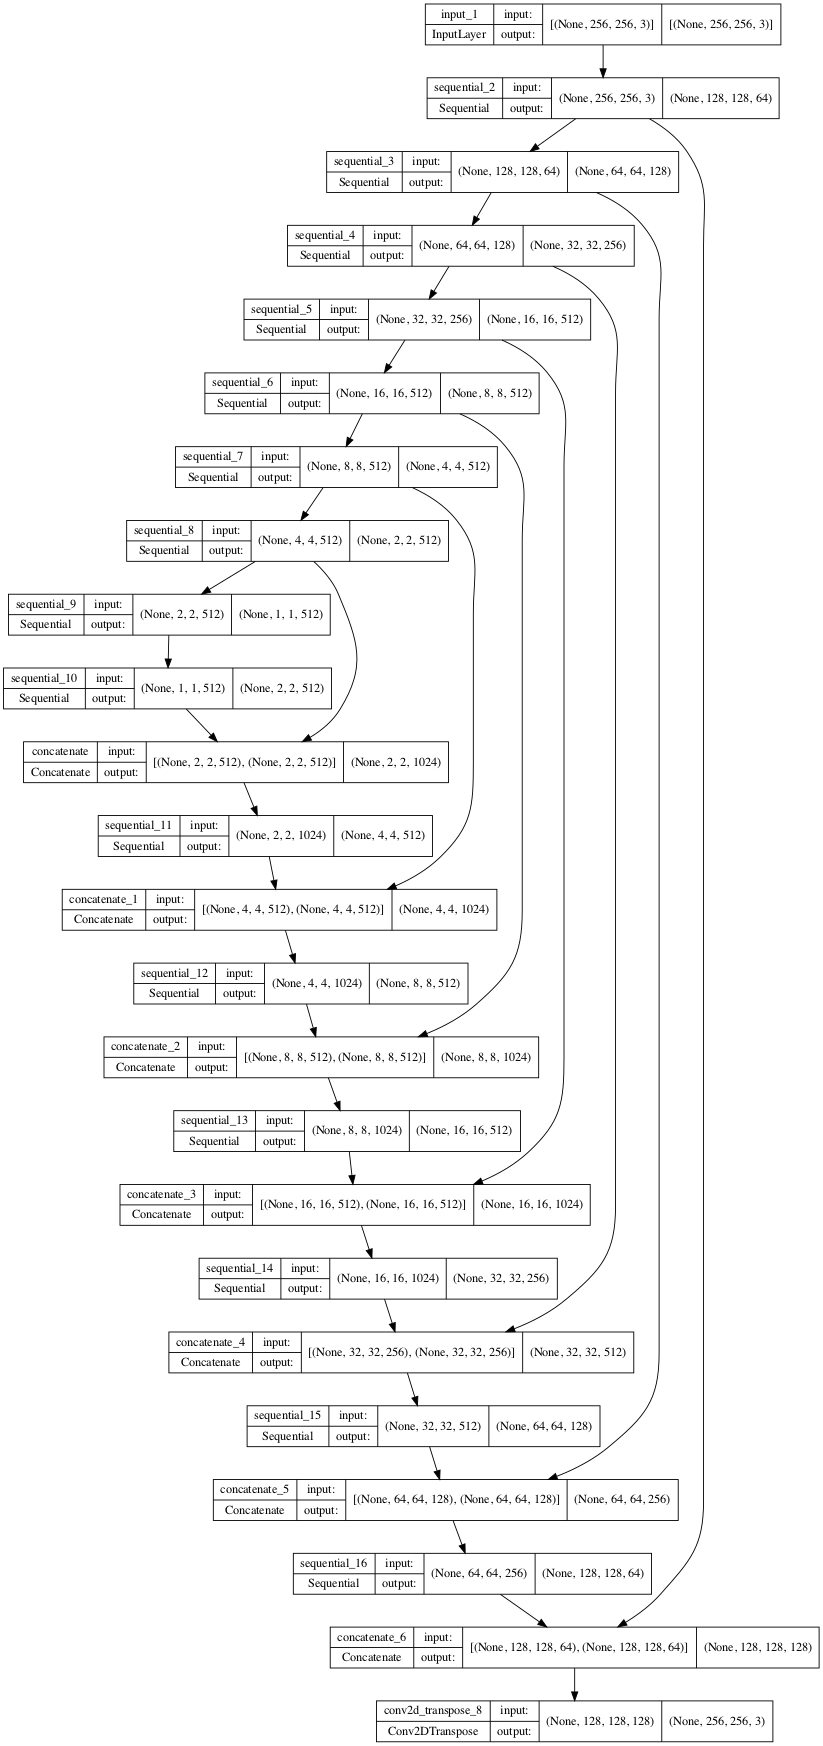 input_1 input: [(None, 256, 256, 3)] [(None, 256, 256, 3)]
InputLayer output:
sequential_2 input: (None, 256, 256, 3) (None, 128, 128, 64)
Sequential output:
sequential_3 input: (None, 128, 128, 64) (None, 64, 64, 128)
Sequential output:
sequential_4 input: (None, 64, 64, 128) (None, 32, 32, 256)
Sequential output:
sequential_5 input: (None, 32, 32, 256) (None, 16, 16, 512)
Sequential output:
sequential_6 input: (None, 16, 16, 512) (None, 8, 8, 512)
Sequential output:
sequential_7 input: (None, 8, 8, 512) (None, 4, 4, 512)
Sequential output:
sequential_8 input: (None, 4, 4, 512) (None, 2, 2, 512)
Sequential output:
sequential_9 input: (None, 2, 2, 512) (None, 1, 1, 512)
Sequential output:
sequential_10 input: (None, 1, 1, 512) (None, 2, 2, 512)
Sequential output:
concatenate input: [(None, 2, 2, 512), (None, 2, 2, 512)] (None, 2, 2, 1024)
Concatenate output:
sequential_11 input: (None, 2, 2, 1024) (None, 4, 4, 512)
Sequential output:
concatenate_1 input: [(None, 4, 4, 512), (None, 4, 4, 512)] (None, 4, 4, 1024)
Concatenate output:
sequential_12 input: (None, 4, 4, 1024) (None, 8, 8, 512)
Sequential output:
concatenate_2 input: [(None, 8, 8, 512), (None, 8, 8, 512)] (None, 8, 8, 1024)
Concatenate output:
sequential_13 input: (None, 8, 8, 1024) (None, 16, 16, 512)
Sequential output:
concatenate_3 input: [(None, 16, 16, 512), (None, 16, 16, 512)] (None, 16, 16, 1024)
Concatenate output:
sequential_14 input: (None, 16, 16, 1024) (None, 32, 32, 256)
Sequential output:
concatenate_4 input: [(None, 32, 32, 256), (None, 32, 32, 256)] (None, 32, 32, 512)
Concatenate output:
sequential_15 input: (None, 32, 32, 512) (None, 64, 64, 128)
Sequential output:
concatenate_5 input: [(None, 64, 64, 128), (None, 64, 64, 128)] (None, 64, 64, 256)
Concatenate output:
sequential_16 input: (None, 64, 64, 256) (None, 128, 128, 64)
Sequential output:
concatenate_6 input: [(None, 128, 128, 64), (None, 128, 128, 64)] (None, 128, 128, 128)
Concatenate output:
conv2d_transpose_8 input: (None, 128, 128, 128) (None, 256, 256, 3)
Conv2DTranspose output: